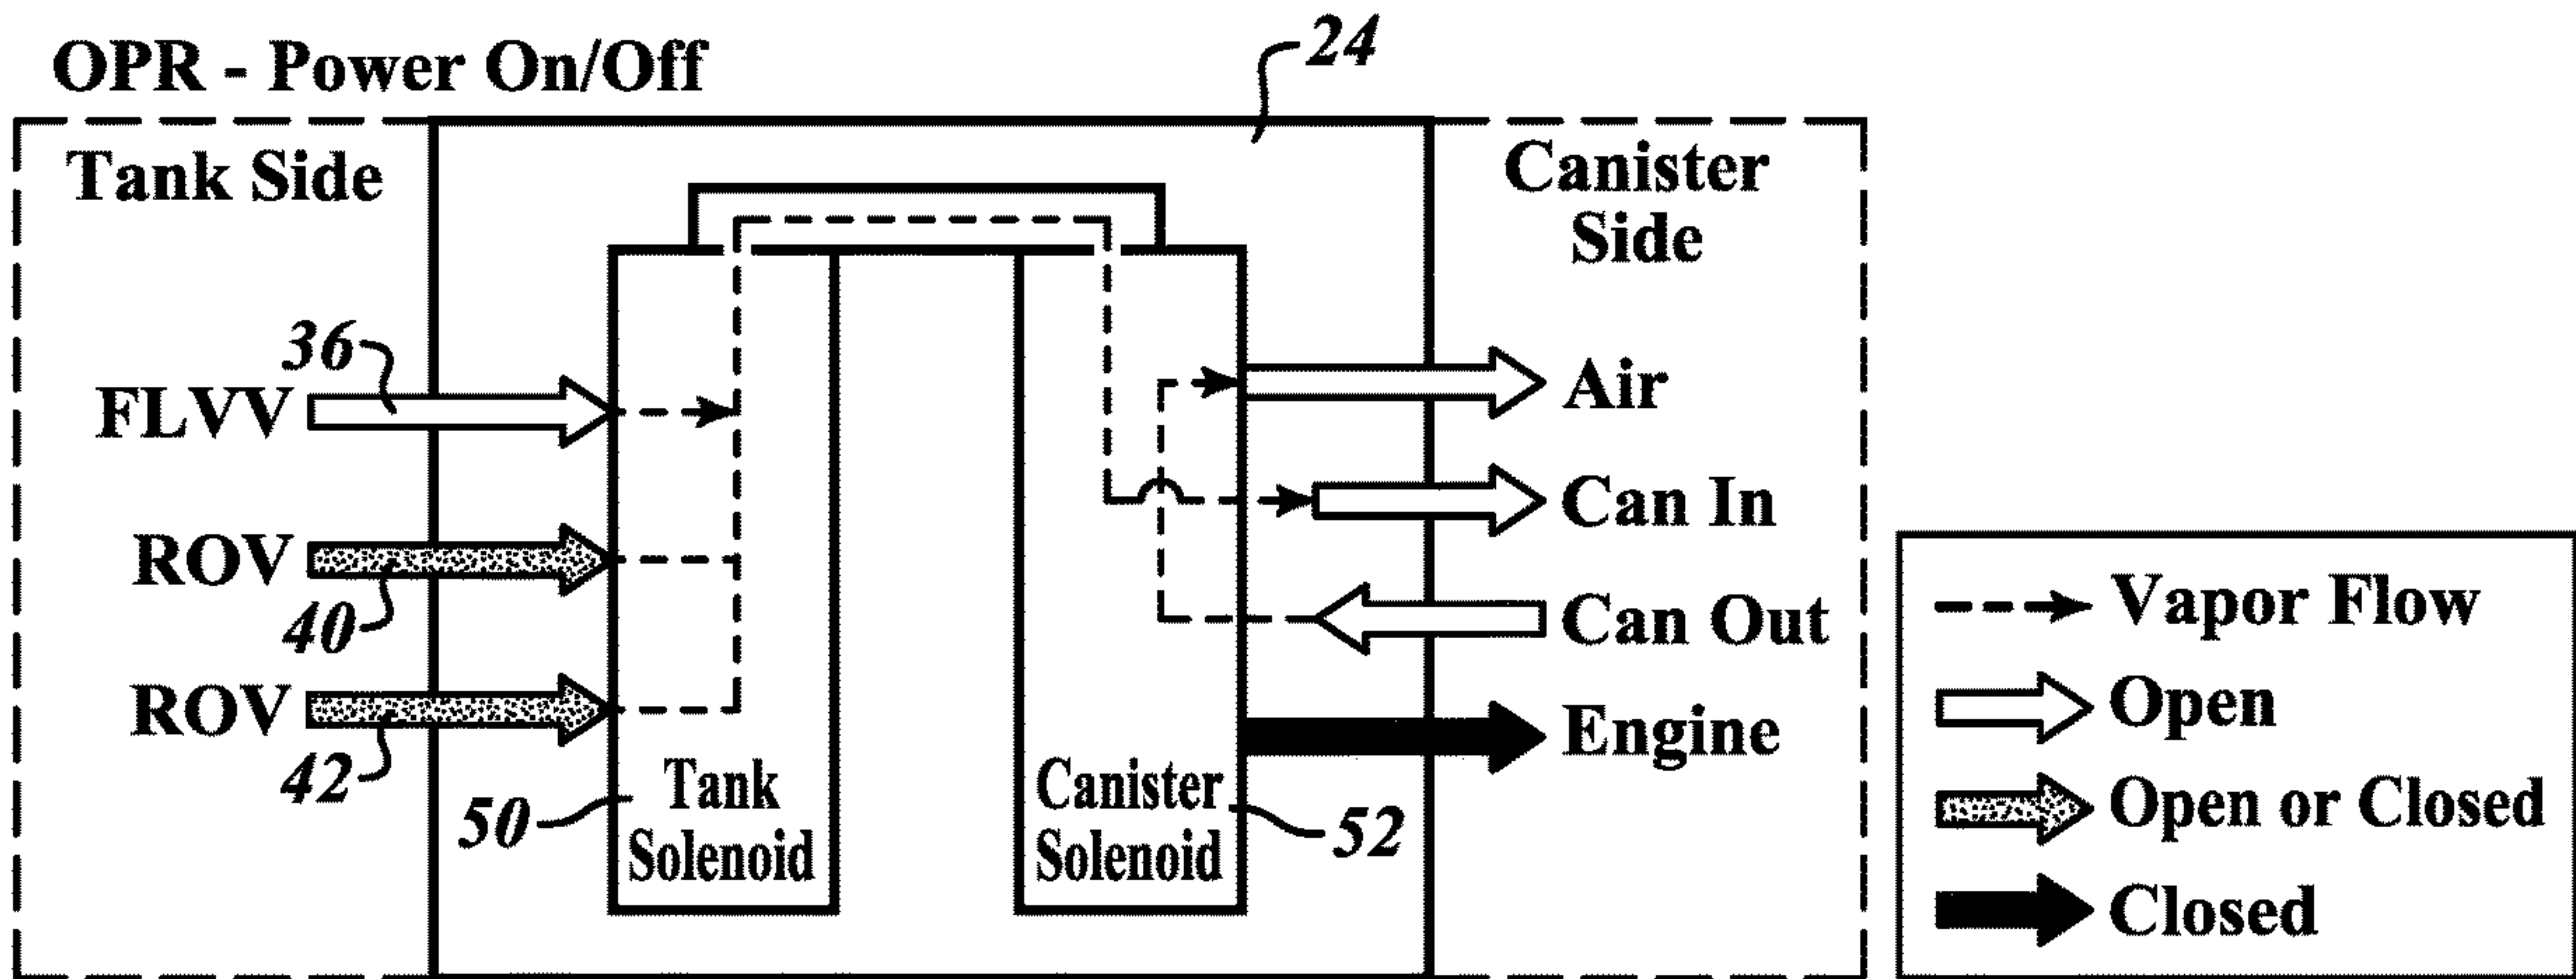 OPR - Power On/Off
24
Tank Side
Canister
Side
36
FLVV
ROV
40
ROV
42
50
Tank
Solenoid
Canister
Solenoid
52
Air
Can In
Can Out
Engine
Vapor Flow
Open
Open or Closed
Closed